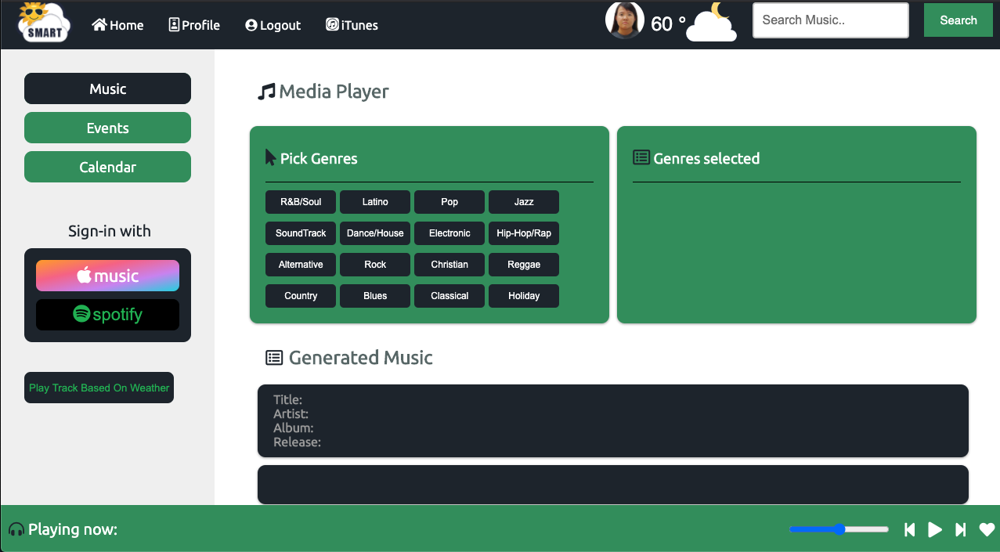 SMART
Home
Profile
Logout
iTunes
60 °
Search Music..
Search
Music
Events
Calendar
Sign-in with
music
spotify
Play Track Based On Weather
Media Player
Pick Genres
R&B/Soul Latino Pop Jazz
SoundTrack Dance/House Electronic Hip-Hop/Rap
Alternative Rock Christian Reggae
Country Blues Classical Holiday
Genres selected
Generated Music
Title:
Artist:
Album:
Release:
Playing now: